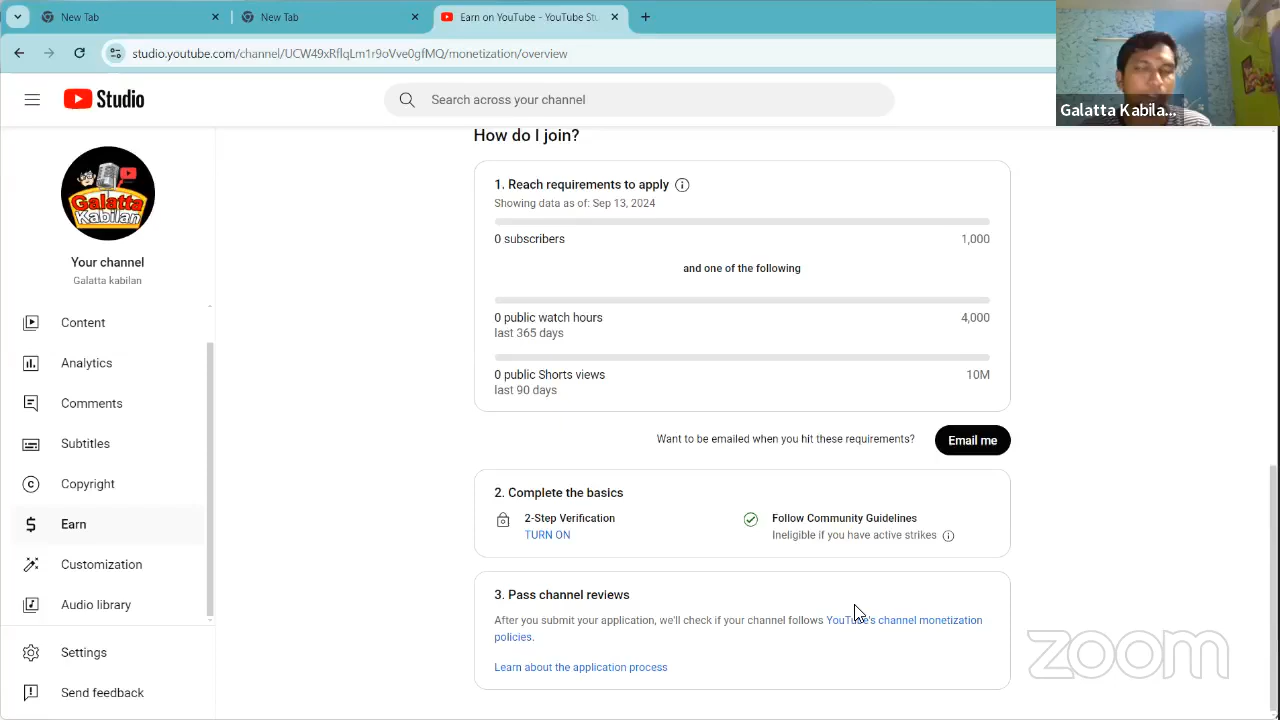 New Tab
New Tab
Earn on YouTube - YouTube Stu
studio.youtube.com/channel/UCW49xRflqLm1r9oVve0gfMQ/monetization/overview
Studio
Search across your channel
Galatta Kabila...
Galatta
Kabilan
Your channel
Galatta kabilan
Content
Analytics
Comments
Subtitles
Copyright
Earn
Customization
Audio library
Settings
Send feedback
How do I join?
1. Reach requirements to apply
Showing data as of: Sep 13, 2024
0 subscribers 1,000
and one of the following
0 public watch hours 4,000
last 365 days
0 public Shorts views 10M
last 90 days
Want to be emailed when you hit these requirements? Email me
2. Complete the basics
2-Step Verification
TURN ON
Follow Community Guidelines
Ineligible if you have active strikes
3. Pass channel reviews
After you submit your application, we'll check if your channel follows YouTube's channel monetization
policies.
Learn about the application process
zoom